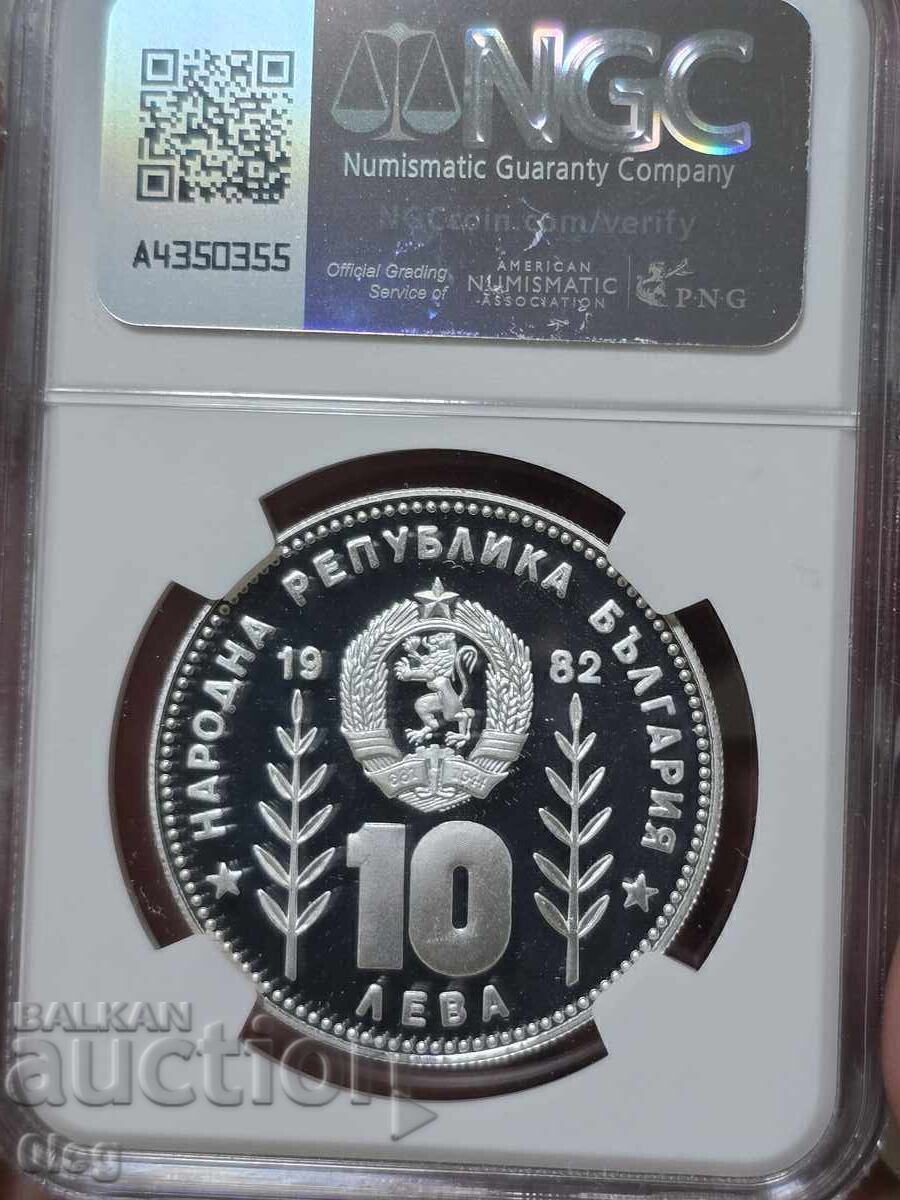 NGC
Numismatic Guaranty Company
NGCcoin.com/verify
A4350355
Official Grading
Service of
AMERICAN
NUMISMATIC
ASSOCIATION
P·N·G
НАРОДНА РЕПУБЛИКА БЪЛГАРИЯ
19 82
681 1944
10
ЛЕВА
BALKAN
auction
Oleg